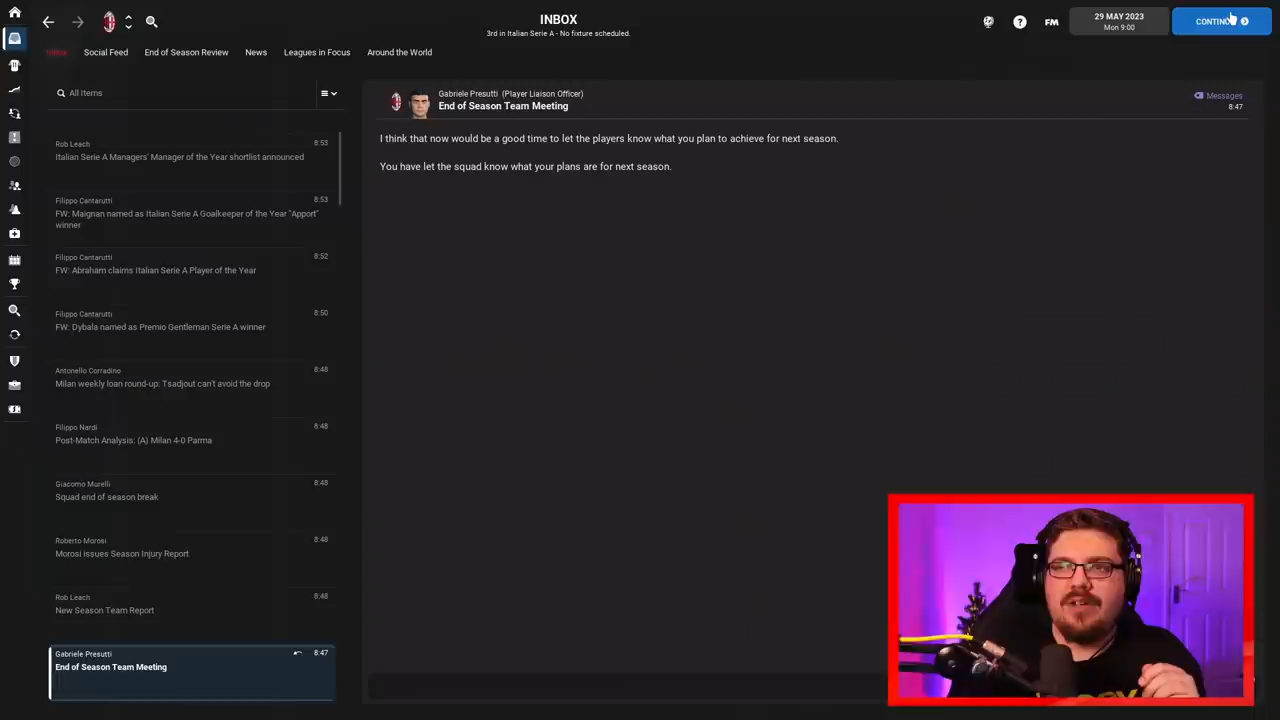 INBOX
3rd in Italian Serie A - No fixture scheduled.
FM
29 MAY 2023
Mon 9:00
Inbox
Social Feed
End of Season Review
News
Leagues in Focus
Around the World
All Items
Rob Leach
8:53
Italian Serie A Managers' Manager of the Year shortlist announced
Filippo Cantarutti
8:53
FW: Maignan named as Italian Serie A Goalkeeper of the Year "Apport"
winner
Filippo Cantarutti
8:52
FW: Abraham claims Italian Serie A Player of the Year
Filippo Cantarutti
8:50
FW: Dybala named as Premio Gentleman Serie A winner
Antonello Corradino
8:48
Milan weekly loan round-up: Tsadjout can't avoid the drop
Filippo Nardi
8:48
Post-Match Analysis: (A) Milan 4-0 Parma
Giacomo Murelli
8:48
Squad end of season break
Roberto Morosi
8:48
Morosi issues Season Injury Report
Rob Leach
8:48
New Season Team Report
Gabriele Presutti
8:47
End of Season Team Meeting
Gabriele Presutti (Player Liaison Officer)
End of Season Team Meeting
Messages
8:47
I think that now would be a good time to let the players know what you plan to achieve for next season.
You have let the squad know what your plans are for next season.